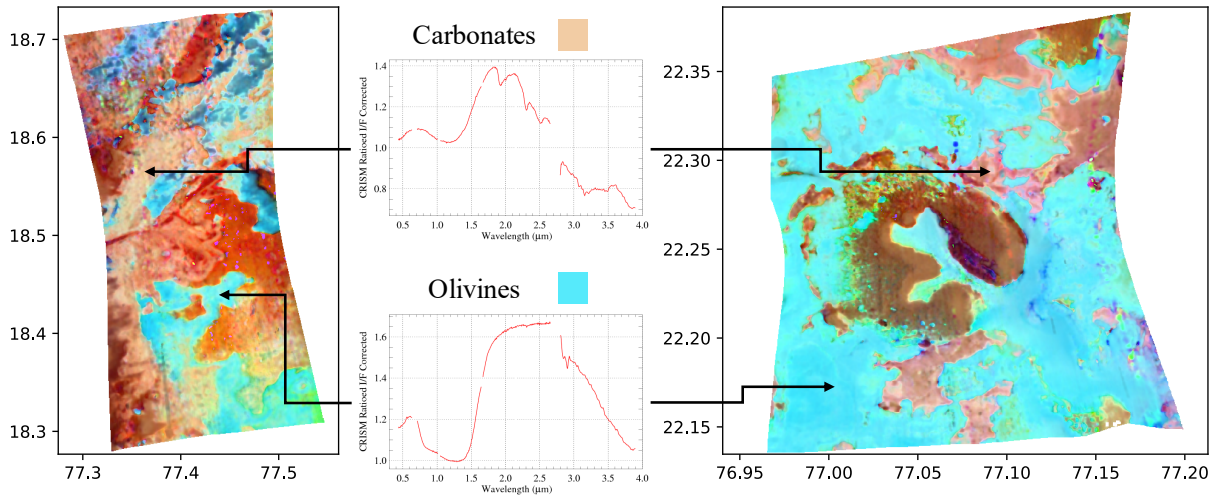 18.7
18.6
18.5
18.4
18.3
77.3 77.4 77.5
Carbonates
CRISM Ratioed I/F Corrected
1.4
1.2
1.0
0.8
0.5 1.0 1.5 2.0 2.5 3.0 3.5 4.0
Wavelength (μm)
Olivines
CRISM Ratioed I/F Corrected
1.6
1.4
1.2
1.0
0.5 1.0 1.5 2.0 2.5 3.0 3.5 4.0
Wavelength (μm)
22.35
22.30
22.25
22.20
22.15
76.95 77.00 77.05 77.10 77.15 77.20